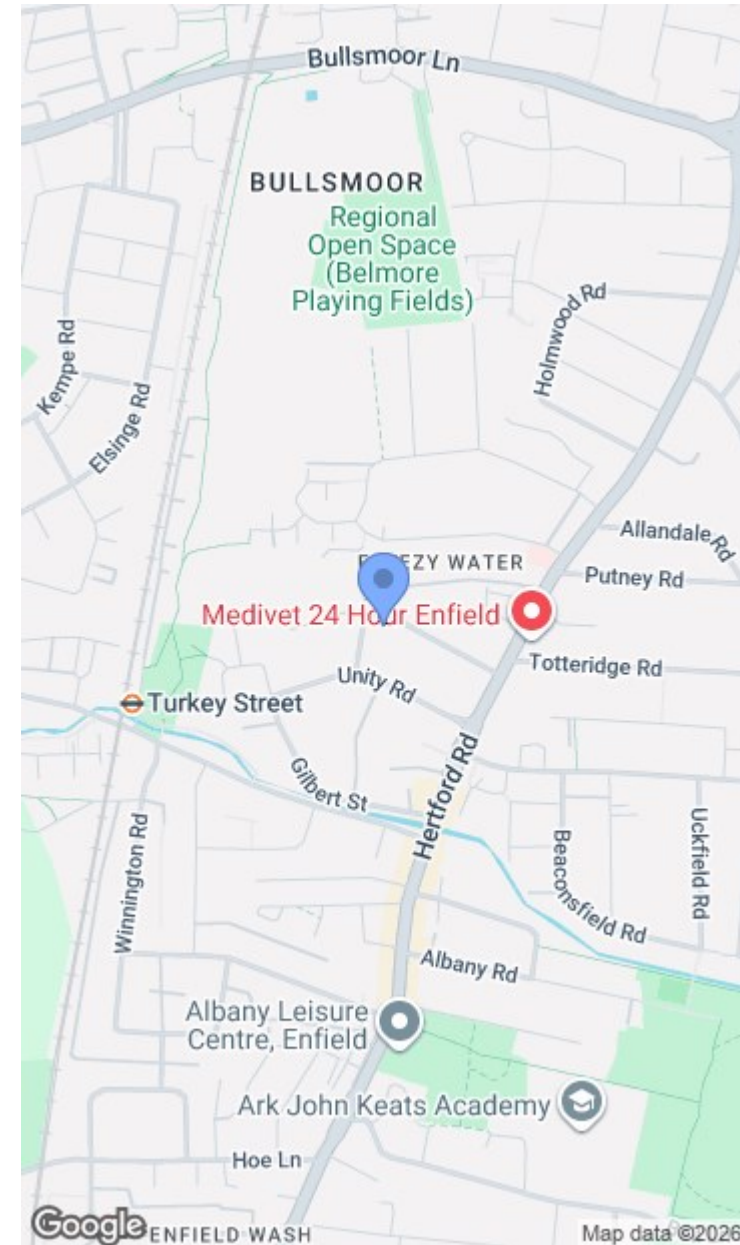 Bullsmoor Ln
BULLSMOOR
Regional
Open Space
(Belmore
Playing Fields)
Holmwood Rd
Kempe Rd
Elsinge Rd
Allandale Rd
EZY WATER
Putney Rd
Medivet 24 Hour Enfield
Totteridge Rd
Unity Rd
Turkey Street
Gilbert St
Hertford Rd
Winnington Rd
Beaconsfield Rd
Uckfield Rd
Albany Rd
Albany Leisure
Centre, Enfield
Ark John Keats Academy
Hoe Ln
Google
ENFIELD WASH
Map data ©2026